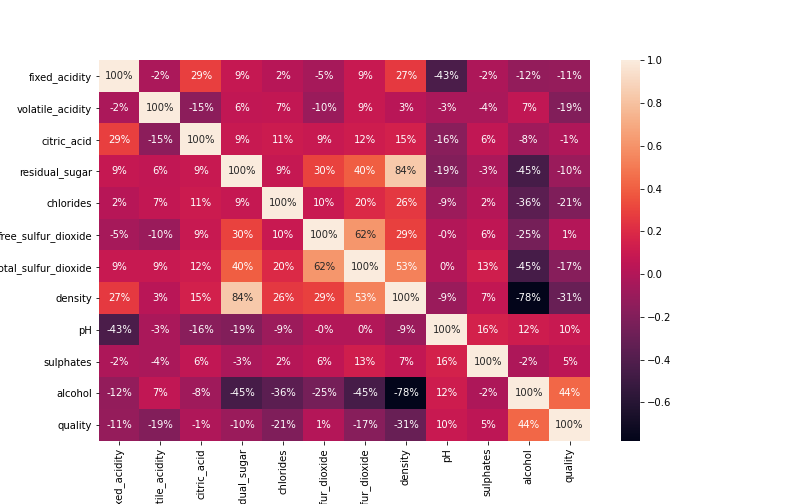 fixed_acidity 100% -2% 29% 9% 2% -5% 9% 27% -43% -2% -12% -11%
volatile_acidity -2% 100% -15% 6% 7% -10% 9% 3% -3% -4% 7% -19%
citric_acid 29% -15% 100% 9% 11% 9% 12% 15% -16% 6% -8% -1%
residual_sugar 9% 6% 9% 100% 9% 30% 40% 84% -19% -3% -45% -10%
chlorides 2% 7% 11% 9% 100% 10% 20% 26% -9% 2% -36% -21%
free_sulfur_dioxide -5% -10% 9% 30% 10% 100% 62% 29% -0% 6% -25% 1%
otal_sulfur_dioxide 9% 9% 12% 40% 20% 62% 100% 53% 0% 13% -45% -17%
density 27% 3% 15% 84% 26% 29% 53% 100% -9% 7% -78% -31%
pH -43% -3% -16% -19% -9% -0% 0% -9% 100% 16% 12% 10%
sulphates -2% -4% 6% -3% 2% 6% 13% 7% 16% 100% -2% 5%
alcohol -12% 7% -8% -45% -36% -25% -45% -78% 12% -2% 100% 44%
quality -11% -19% -1% -10% -21% 1% -17% -31% 10% 5% 44% 100%
xed_acidity
tile_acidity
citric_acid
dual_sugar
chlorides
fur_dioxide
fur_dioxide
density
pH
sulphates
alcohol
quality
1.0
0.8
0.6
0.4
0.2
0.0
−0.2
−0.4
−0.6